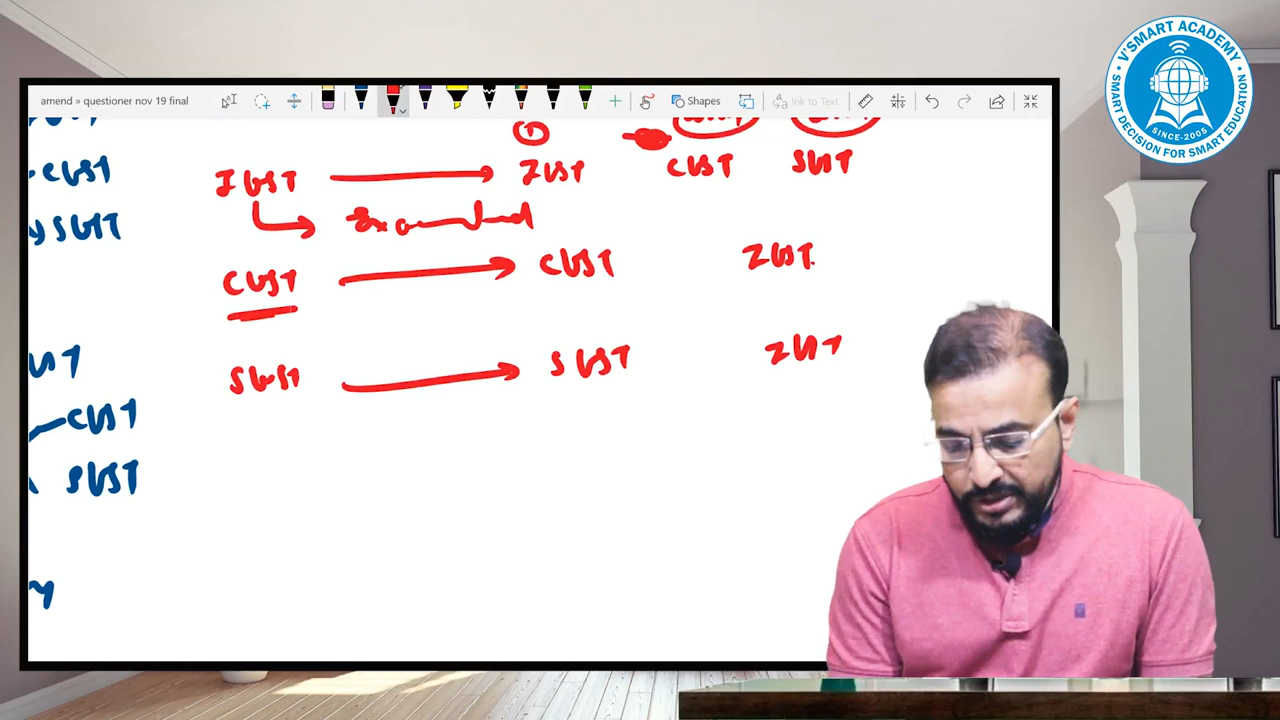 V'SMART ACADEMY
SMART DECISION FOR SMART EDUCATION
SINCE-2005
amend » questioner nov 19 final
Shapes
Ink to Text
IGST → IGST CGST SGST
CGST → CGST IGST
SGST → SGST IGST
CGST
SGST
CGST
SGST